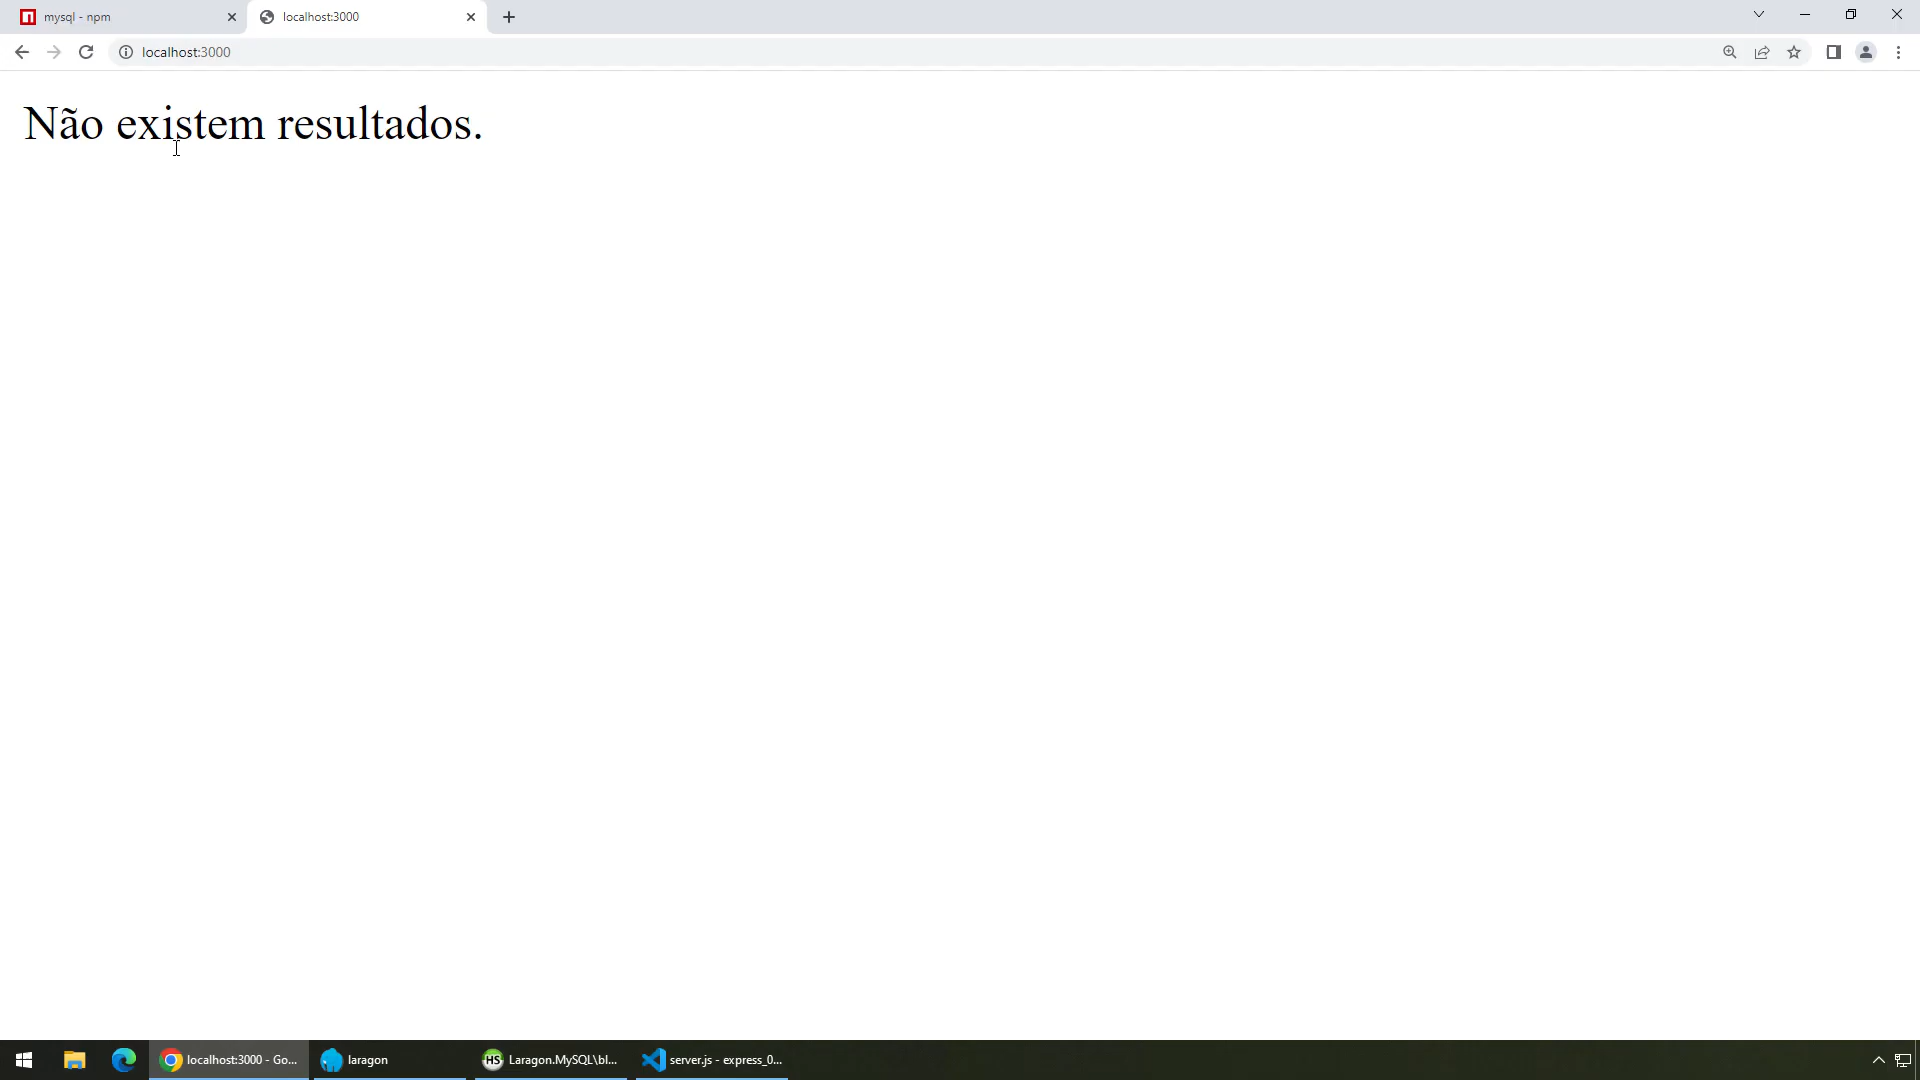 mysql - npm
localhost:3000
localhost:3000
Não existem resultados.
localhost:3000 - Go...
laragon
HS
Laragon.MySQL\bl...
server.js - express_0...